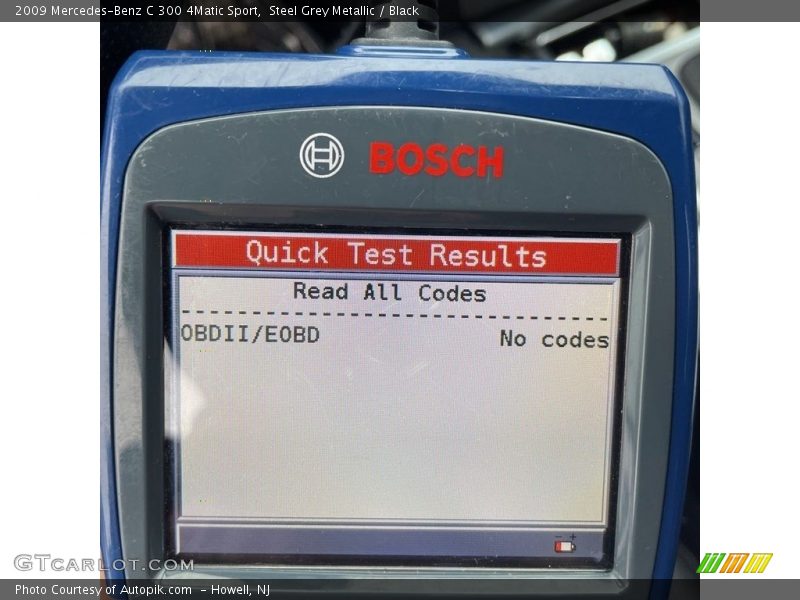 2009 Mercedes-Benz C 300 4Matic Sport,  Steel Grey Metallic / Black
BOSCH
Quick Test Results
Read All Codes
OBDII/EOBD No codes
GTcarlot.com
Photo Courtesy of Autopik.com  - Howell, NJ